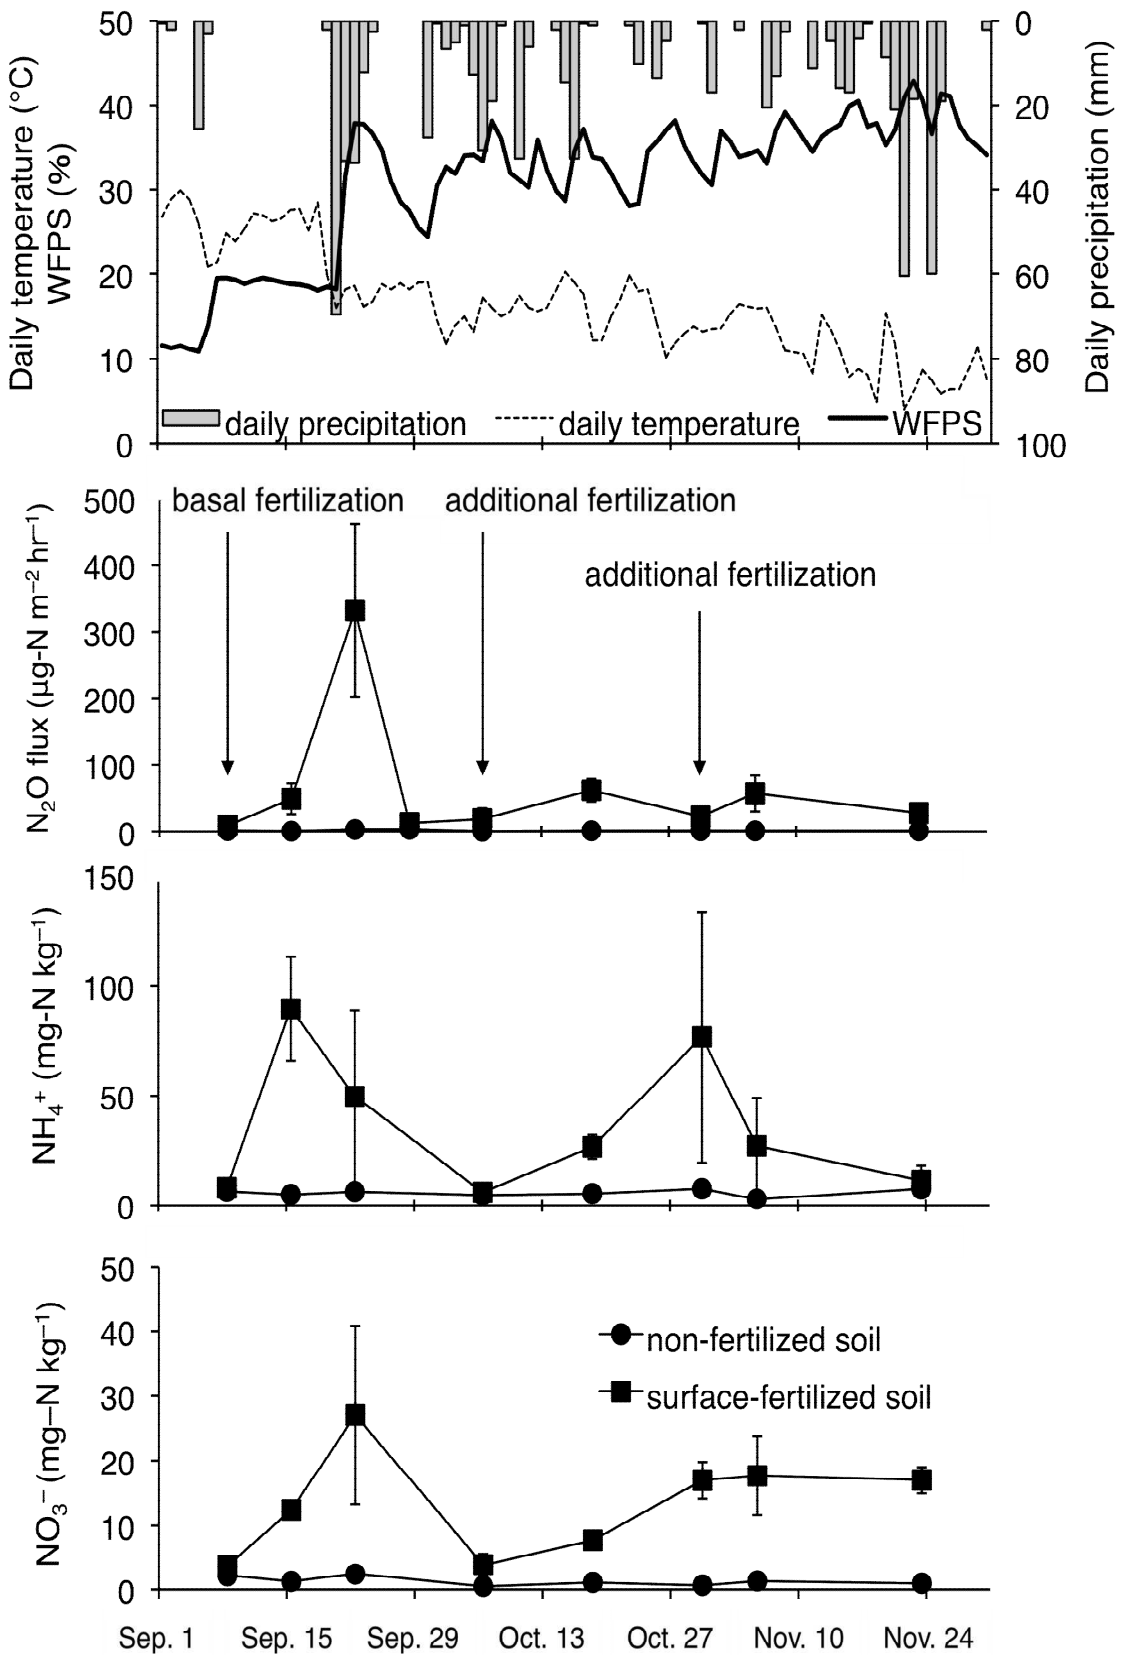 Daily temperature (°C)
WFPS (%)
50
40
30
20
10
0
0
20
40
60
80
100
Daily precipitation (mm)
daily precipitation
daily temperature
WFPS
N₂O flux (µg-N m⁻² hr⁻¹)
500
400
300
200
100
0
basal fertilization
additional fertilization
additional fertilization
NH₄⁺ (mg-N kg⁻¹)
150
100
50
0
NO₃⁻ (mg–N kg⁻¹)
50
40
30
20
10
0
non-fertilized soil
surface-fertilized soil
Sep. 1 Sep. 15 Sep. 29 Oct. 13 Oct. 27 Nov. 10 Nov. 24